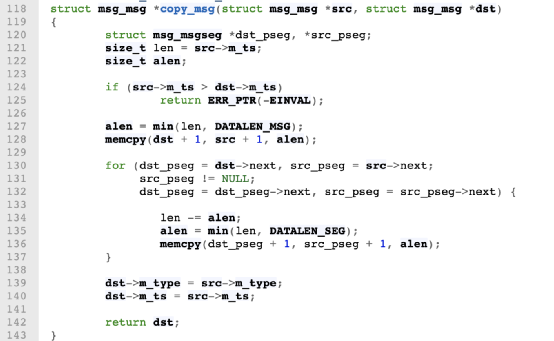 118 struct msg_msg *copy_msg(struct msg_msg *src, struct msg_msg *dst)
119 {
120         struct msg_msgseg *dst_pseg, *src_pseg;
121         size_t len = src->m_ts;
122         size_t alen;
123
124         if (src->m_ts > dst->m_ts)
125                 return ERR_PTR(-EINVAL);
126
127         alen = min(len, DATALEN_MSG);
128         memcpy(dst + 1, src + 1, alen);
129
130         for (dst_pseg = dst->next, src_pseg = src->next;
131              src_pseg != NULL;
132              dst_pseg = dst_pseg->next, src_pseg = src_pseg->next) {
133
134                 len -= alen;
135                 alen = min(len, DATALEN_SEG);
136                 memcpy(dst_pseg + 1, src_pseg + 1, alen);
137         }
138
139         dst->m_type = src->m_type;
140         dst->m_ts = src->m_ts;
141
142         return dst;
143 }